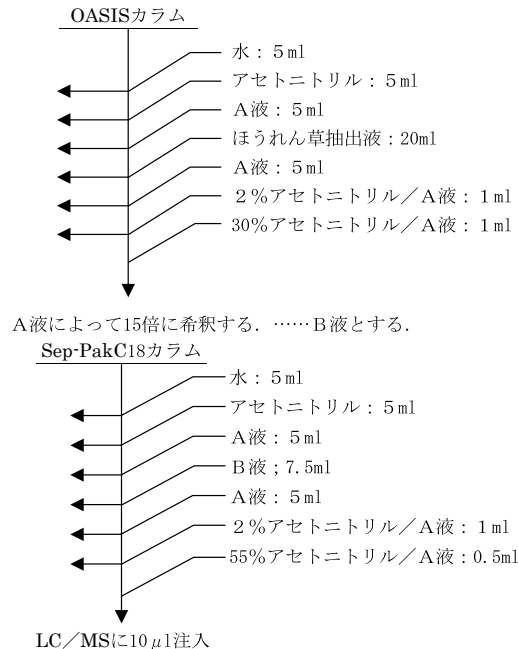 OASISカラム
水：５ml
アセトニトリル：５ml
Ａ液：５ml
ほうれん草抽出液：20ml
Ａ液：５ml
２％アセトニトリル／Ａ液：１ml
30％アセトニトリル／Ａ液：１ml
Ａ液によって15倍に希釈する．……Ｂ液とする．
Sep-PakC18カラム
水：５ml
アセトニトリル：５ml
Ａ液：５ml
Ｂ液；7.5ml
Ａ液：５ml
２％アセトニトリル／Ａ液：１ml
55％アセトニトリル／Ａ液：0.5ml
LC／MSに10μl注入